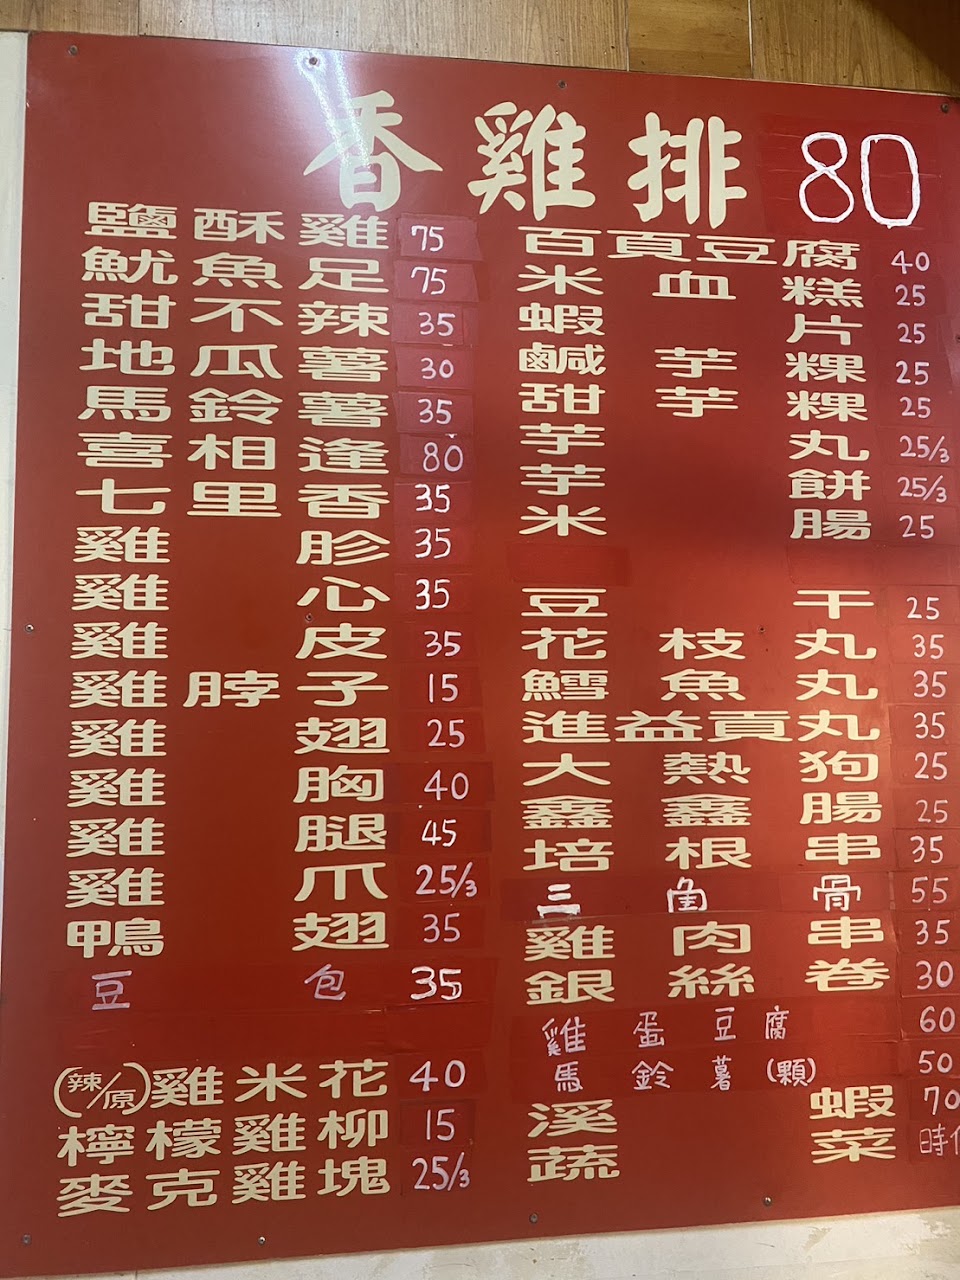 香雞排 80
鹽酥雞 75
魷魚足 75
甜不辣 35
地瓜薯 30
馬鈴薯 35
喜相逢 80
七里香 35
雞胗 35
雞心 35
雞皮 35
雞脖子 15
雞翅 25
雞胸 40
雞腿 45
雞爪 25/3
鴨翅 35
豆包 35
(辣/原)雞米花 40
檸檬雞柳 15
麥克雞塊 25/3
百頁豆腐 40
米血糕 25
蝦片 25
鹹芋粿 25
甜芋粿 25
芋丸 25/3
芋餅 25/3
米腸 25
豆干 25
花枝丸 35
鱈魚丸 35
進益貢丸 35
大熱狗 25
鑫鑫腸 25
培根串 35
三角骨 55
雞肉串 35
銀絲卷 30
雞蛋豆腐 60
馬鈴薯(顆) 50
溪蝦 70
蔬菜 時